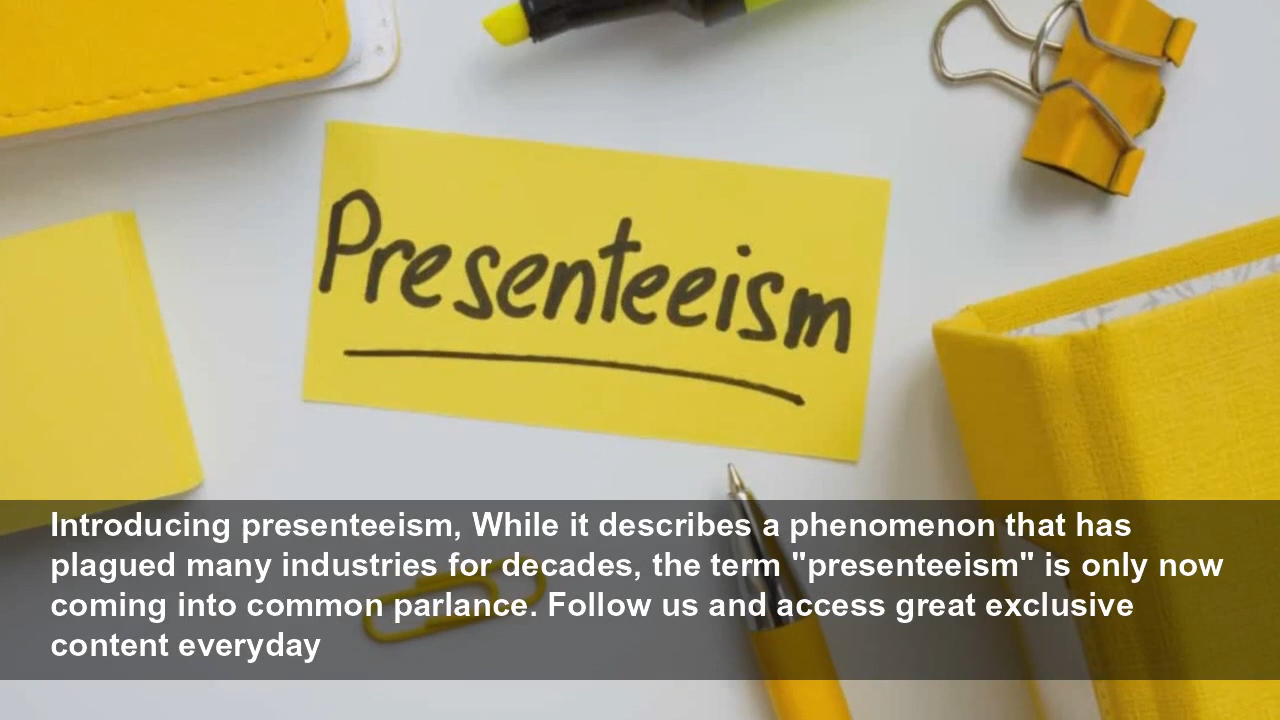 Presenteeism
Introducing presenteeism, While it describes a phenomenon that has
plagued many industries for decades, the term "presenteeism" is only now
coming into common parlance. Follow us and access great exclusive
content everyday